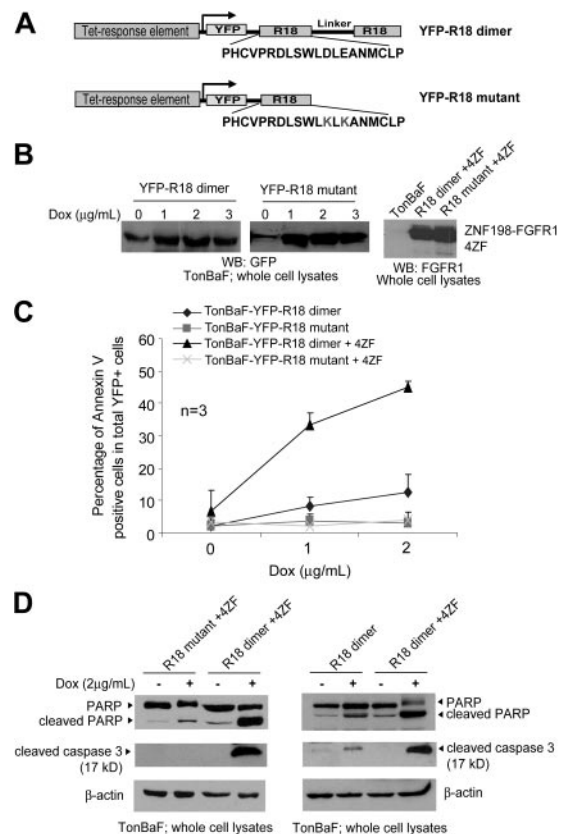 A
Tet-response element YFP R18 Linker R18 YFP-R18 dimer
PHCVPRDLSWLDLEANMCLP
Tet-response element YFP R18 YFP-R18 mutant
PHCVPRDLSWLKLKANMCLP
B
YFP-R18 dimer YFP-R18 mutant
Dox (μg/mL) 0 1 2 3 0 1 2 3
WB: GFP
TonBaF; whole cell lysates
TonBaF
R18 dimer +4ZF
R18 mutant +4ZF
ZNF198-FGFR1
4ZF
WB: FGFR1
Whole cell lysates
C
TonBaF-YFP-R18 dimer
TonBaF-YFP-R18 mutant
TonBaF-YFP-R18 dimer + 4ZF
TonBaF-YFP-R18 mutant + 4ZF
Percentage of Annexin V
positive cells in total YFP+ cells
60
50
40
30
20
10
0
n=3
0 1 2
Dox (μg/mL)
D
R18 mutant +4ZF R18 dimer +4ZF
Dox (2μg/mL) - + - +
PARP
cleaved PARP
cleaved caspase 3
(17 kD)
β-actin
TonBaF; whole cell lysates
R18 dimer R18 dimer +4ZF
- + - +
PARP
cleaved PARP
cleaved caspase 3
(17 kD)
β-actin
TonBaF; whole cell lysates